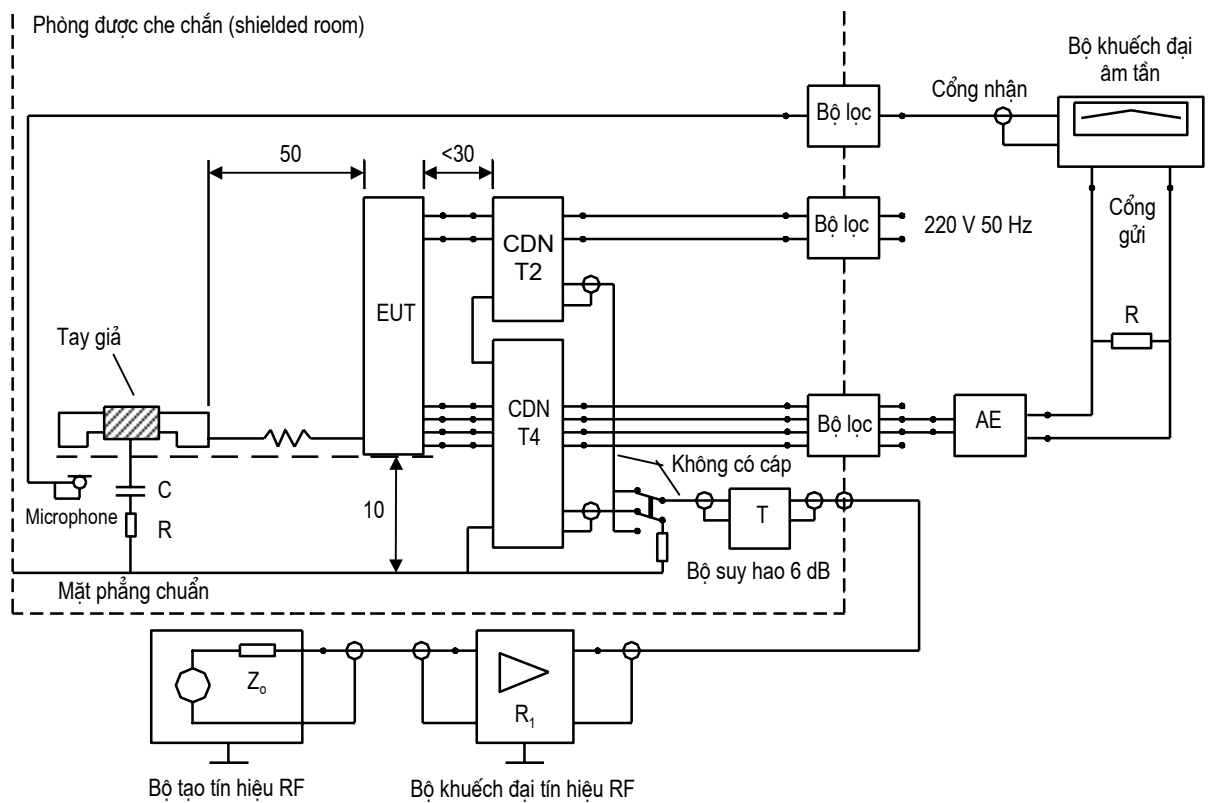 Phòng được che chắn (shielded room)
Bộ khuếch đại
âm tần
Cổng nhận
Bộ lọc
50
<30
Cổng
gửi
Bộ lọc
220 V 50 Hz
CDN
T2
EUT
R
Tay giả
CDN
T4
Bộ lọc
AE
Không có cáp
C
Microphone
R
10
T
Bộ suy hao 6 dB
Mặt phẳng chuẩn
Zo
R1
Bộ tạo tín hiệu RF
Bộ khuếch đại tín hiệu RF